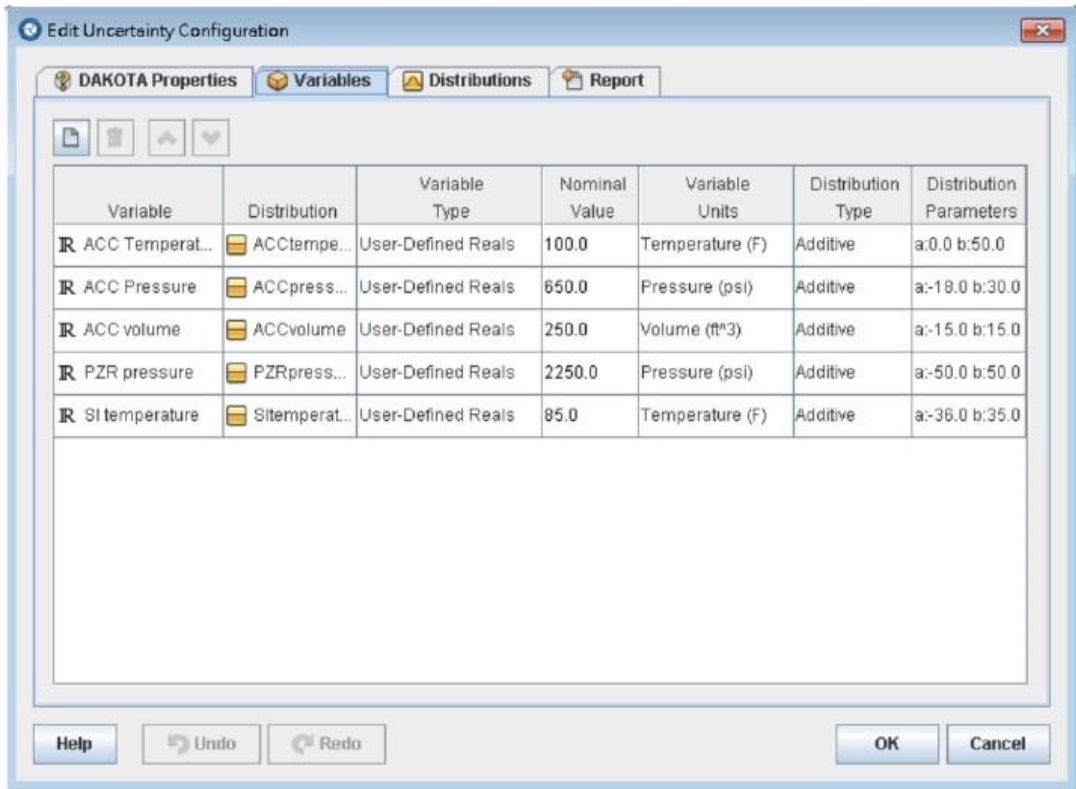 Edit Uncertainty Configuration
DAKOTA Properties Variables Distributions Report
Variable Distribution Variable Type Nominal Value Variable Units Distribution Type Distribution Parameters
R ACC Temperat... ACCtempe... User-Defined Reals 100.0 Temperature (F) Additive a:0.0 b:50.0
R ACC Pressure ACCpress... User-Defined Reals 650.0 Pressure (psi) Additive a:-18.0 b:30.0
R ACC volume ACCvolume User-Defined Reals 250.0 Volume (ft^3) Additive a:-15.0 b:15.0
R PZR pressure PZRpress... User-Defined Reals 2250.0 Pressure (psi) Additive a:-50.0 b:50.0
R SI temperature SItemperat... User-Defined Reals 85.0 Temperature (F) Additive a:-36.0 b:35.0
Help Undo Redo OK Cancel